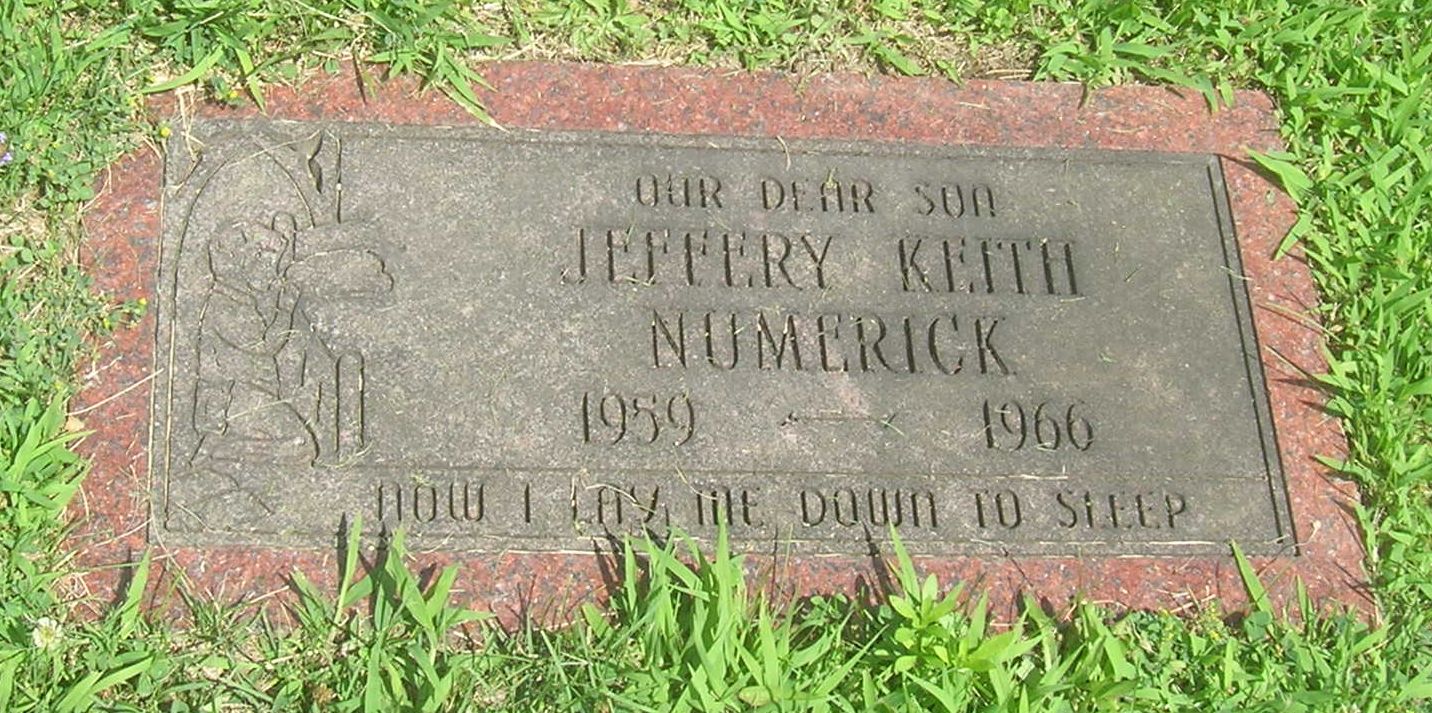 OUR DEAR SON
JEFFERY KEITH
NUMERICK
1959 — 1966
NOW I LAY ME DOWN TO SLEEP